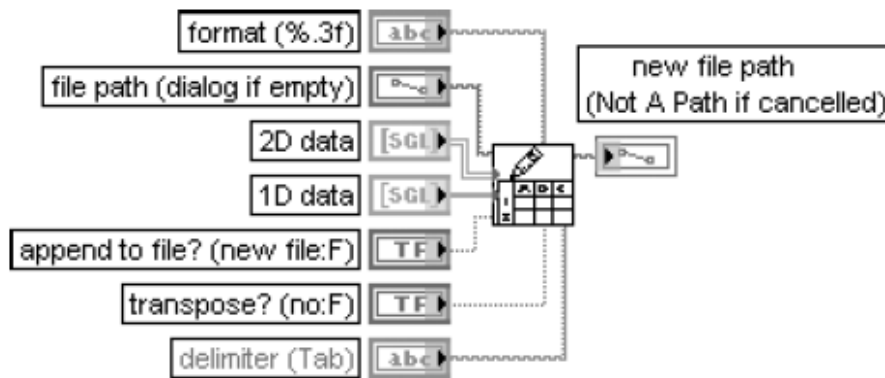 format (%.3f)
abc
file path (dialog if empty)
2D data
[SGL]
1D data
[SGL]
append to file? (new file:F)
TF
transpose? (no:F)
TF
delimiter (Tab)
abc
new file path
(Not A Path if cancelled)